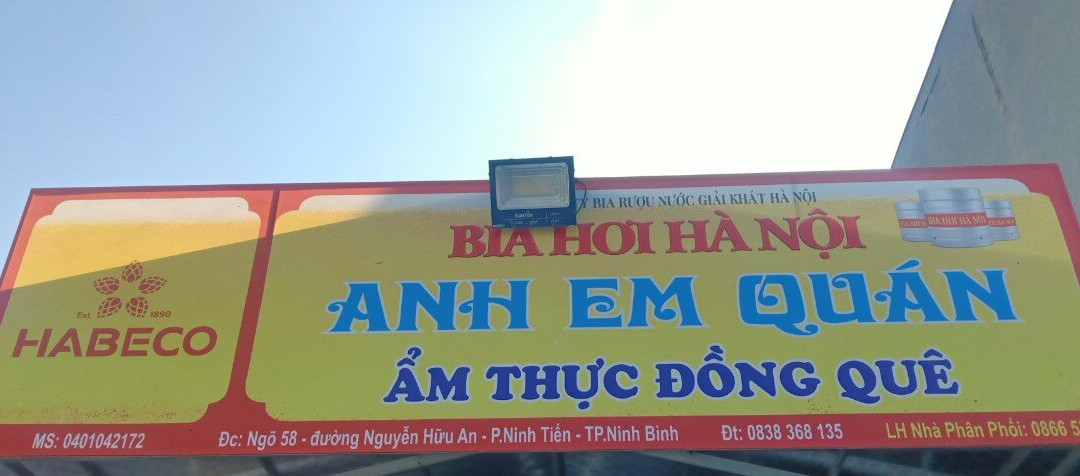 BIA RƯỢU NƯỚC GIẢI KHÁT HÀ NỘI
BIA HƠI HÀ NỘI
BIA HƠI HÀ NỘI
ANH EM QUÁN
ẨM THỰC ĐỒNG QUÊ
Est. 1890
HABECO
MS: 0401042172
Đc: Ngõ 58 - đường Nguyễn Hữu An - P.Ninh Tiến - TP.Ninh Bình
Đt: 0838 368 135
LH Nhà Phân Phối: 0866